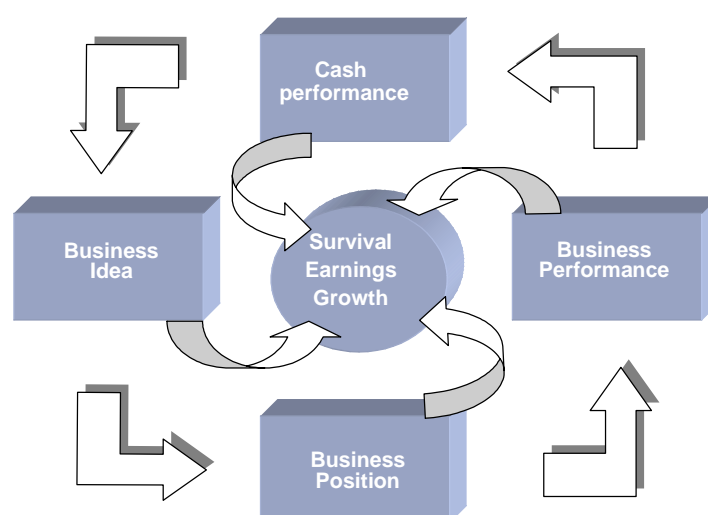 Cash
performance
Business
Idea
Survival
Earnings
Growth
Business
Performance
Business
Position